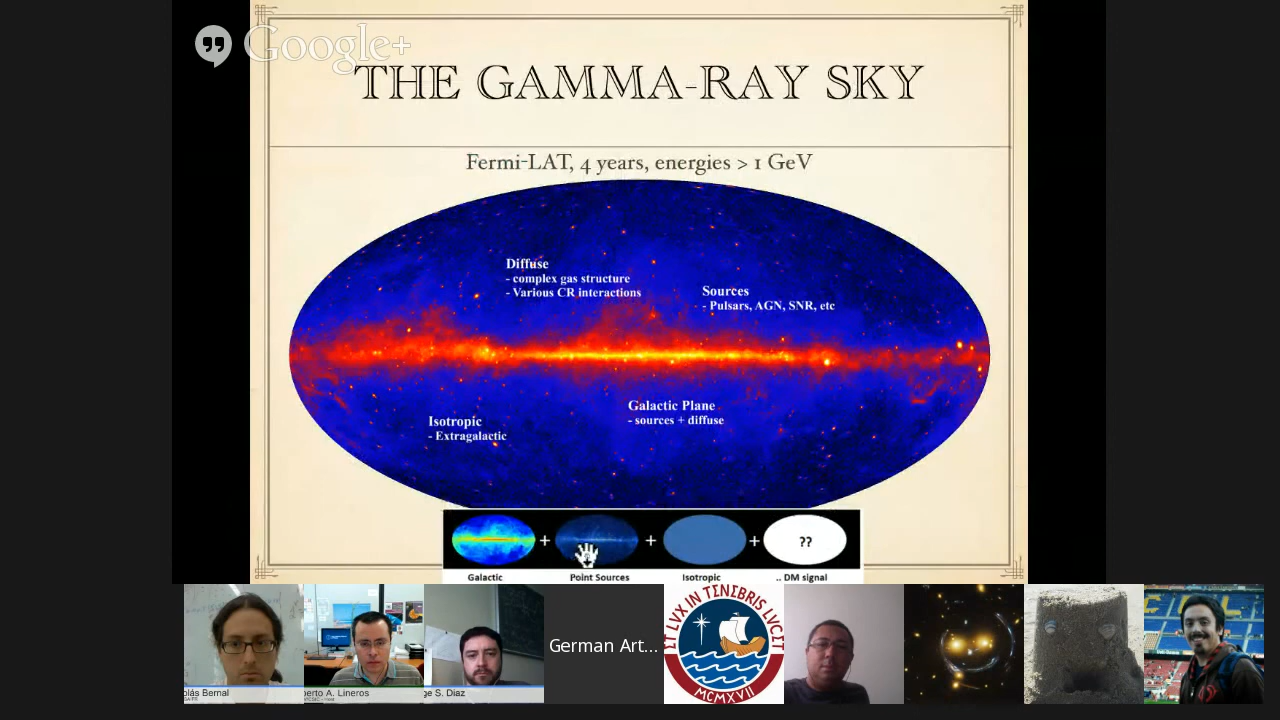 Google+
THE GAMMA-RAY SKY
Fermi-LAT, 4 years, energies > 1 GeV
Diffuse
- complex gas structure
- Various CR interactions
Sources
- Pulsars, AGN, SNR, etc
Galactic Plane
- sources + diffuse
Isotropic
- Extragalactic
+ + + ??
Galactic Point Sources Isotropic .. DM signal
German Art...
ET LVX IN TENEBRIS LVCET
MCMXVII
olás Bernal berto A. Lineros ge S. Diaz